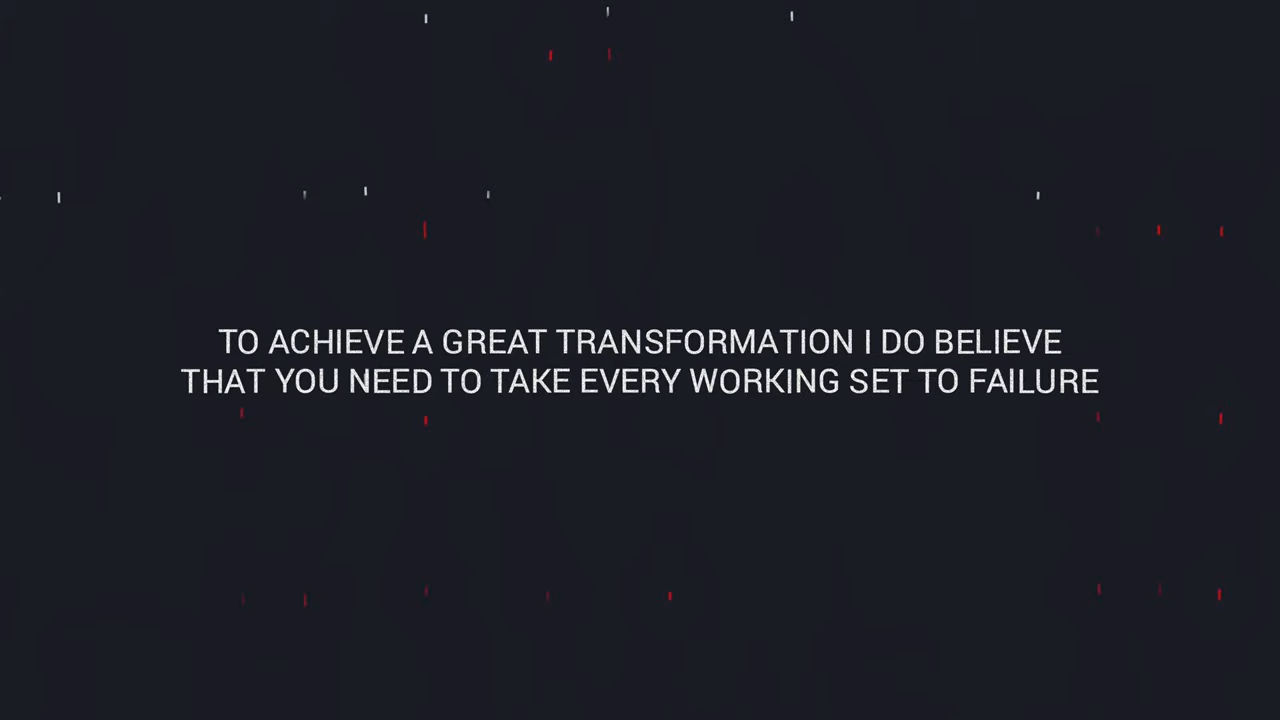 TO ACHIEVE A GREAT TRANSFORMATION I DO BELIEVE
THAT YOU NEED TO TAKE EVERY WORKING SET TO FAILURE